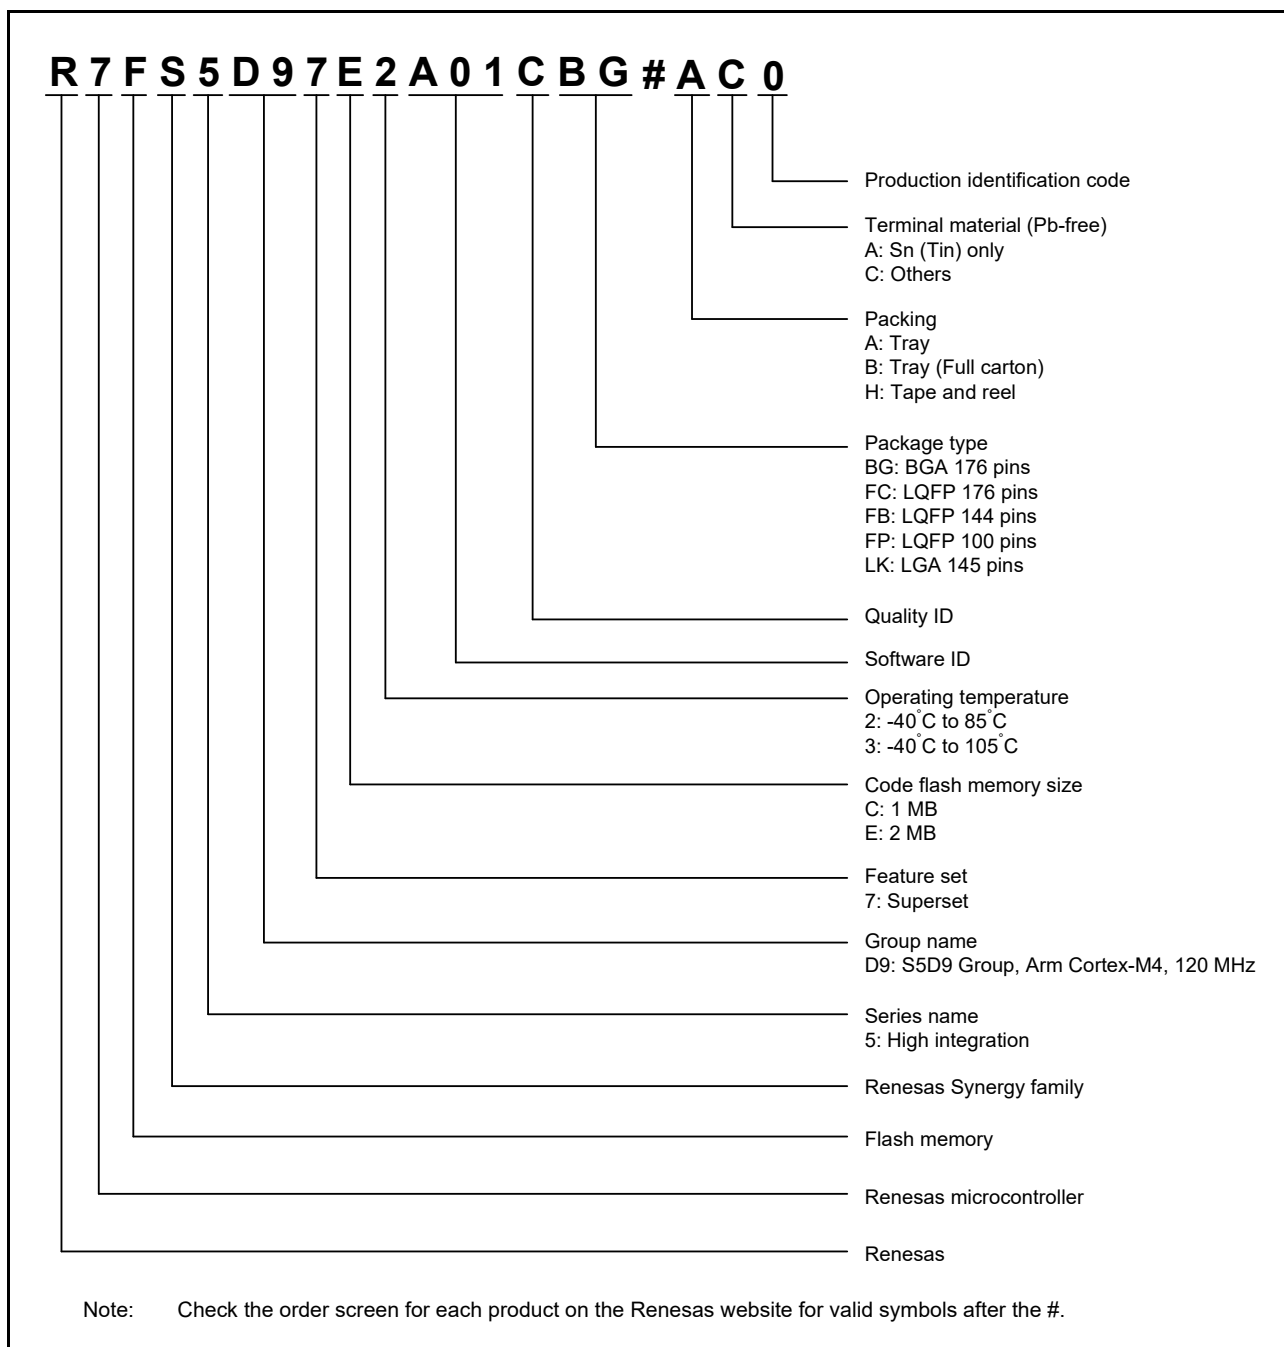 R7FS5D97E2A01CBG#AC0
Production identification code
Terminal material (Pb-free)
A: Sn (Tin) only
C: Others
Packing
A: Tray
B: Tray (Full carton)
H: Tape and reel
Package type
BG: BGA 176 pins
FC: LQFP 176 pins
FB: LQFP 144 pins
FP: LQFP 100 pins
LK: LGA 145 pins
Quality ID
Software ID
Operating temperature
2: -40°C to 85°C
3: -40°C to 105°C
Code flash memory size
C: 1 MB
E: 2 MB
Feature set
7: Superset
Group name
D9: S5D9 Group, Arm Cortex-M4, 120 MHz
Series name
5: High integration
Renesas Synergy family
Flash memory
Renesas microcontroller
Renesas
Note: Check the order screen for each product on the Renesas website for valid symbols after the #.